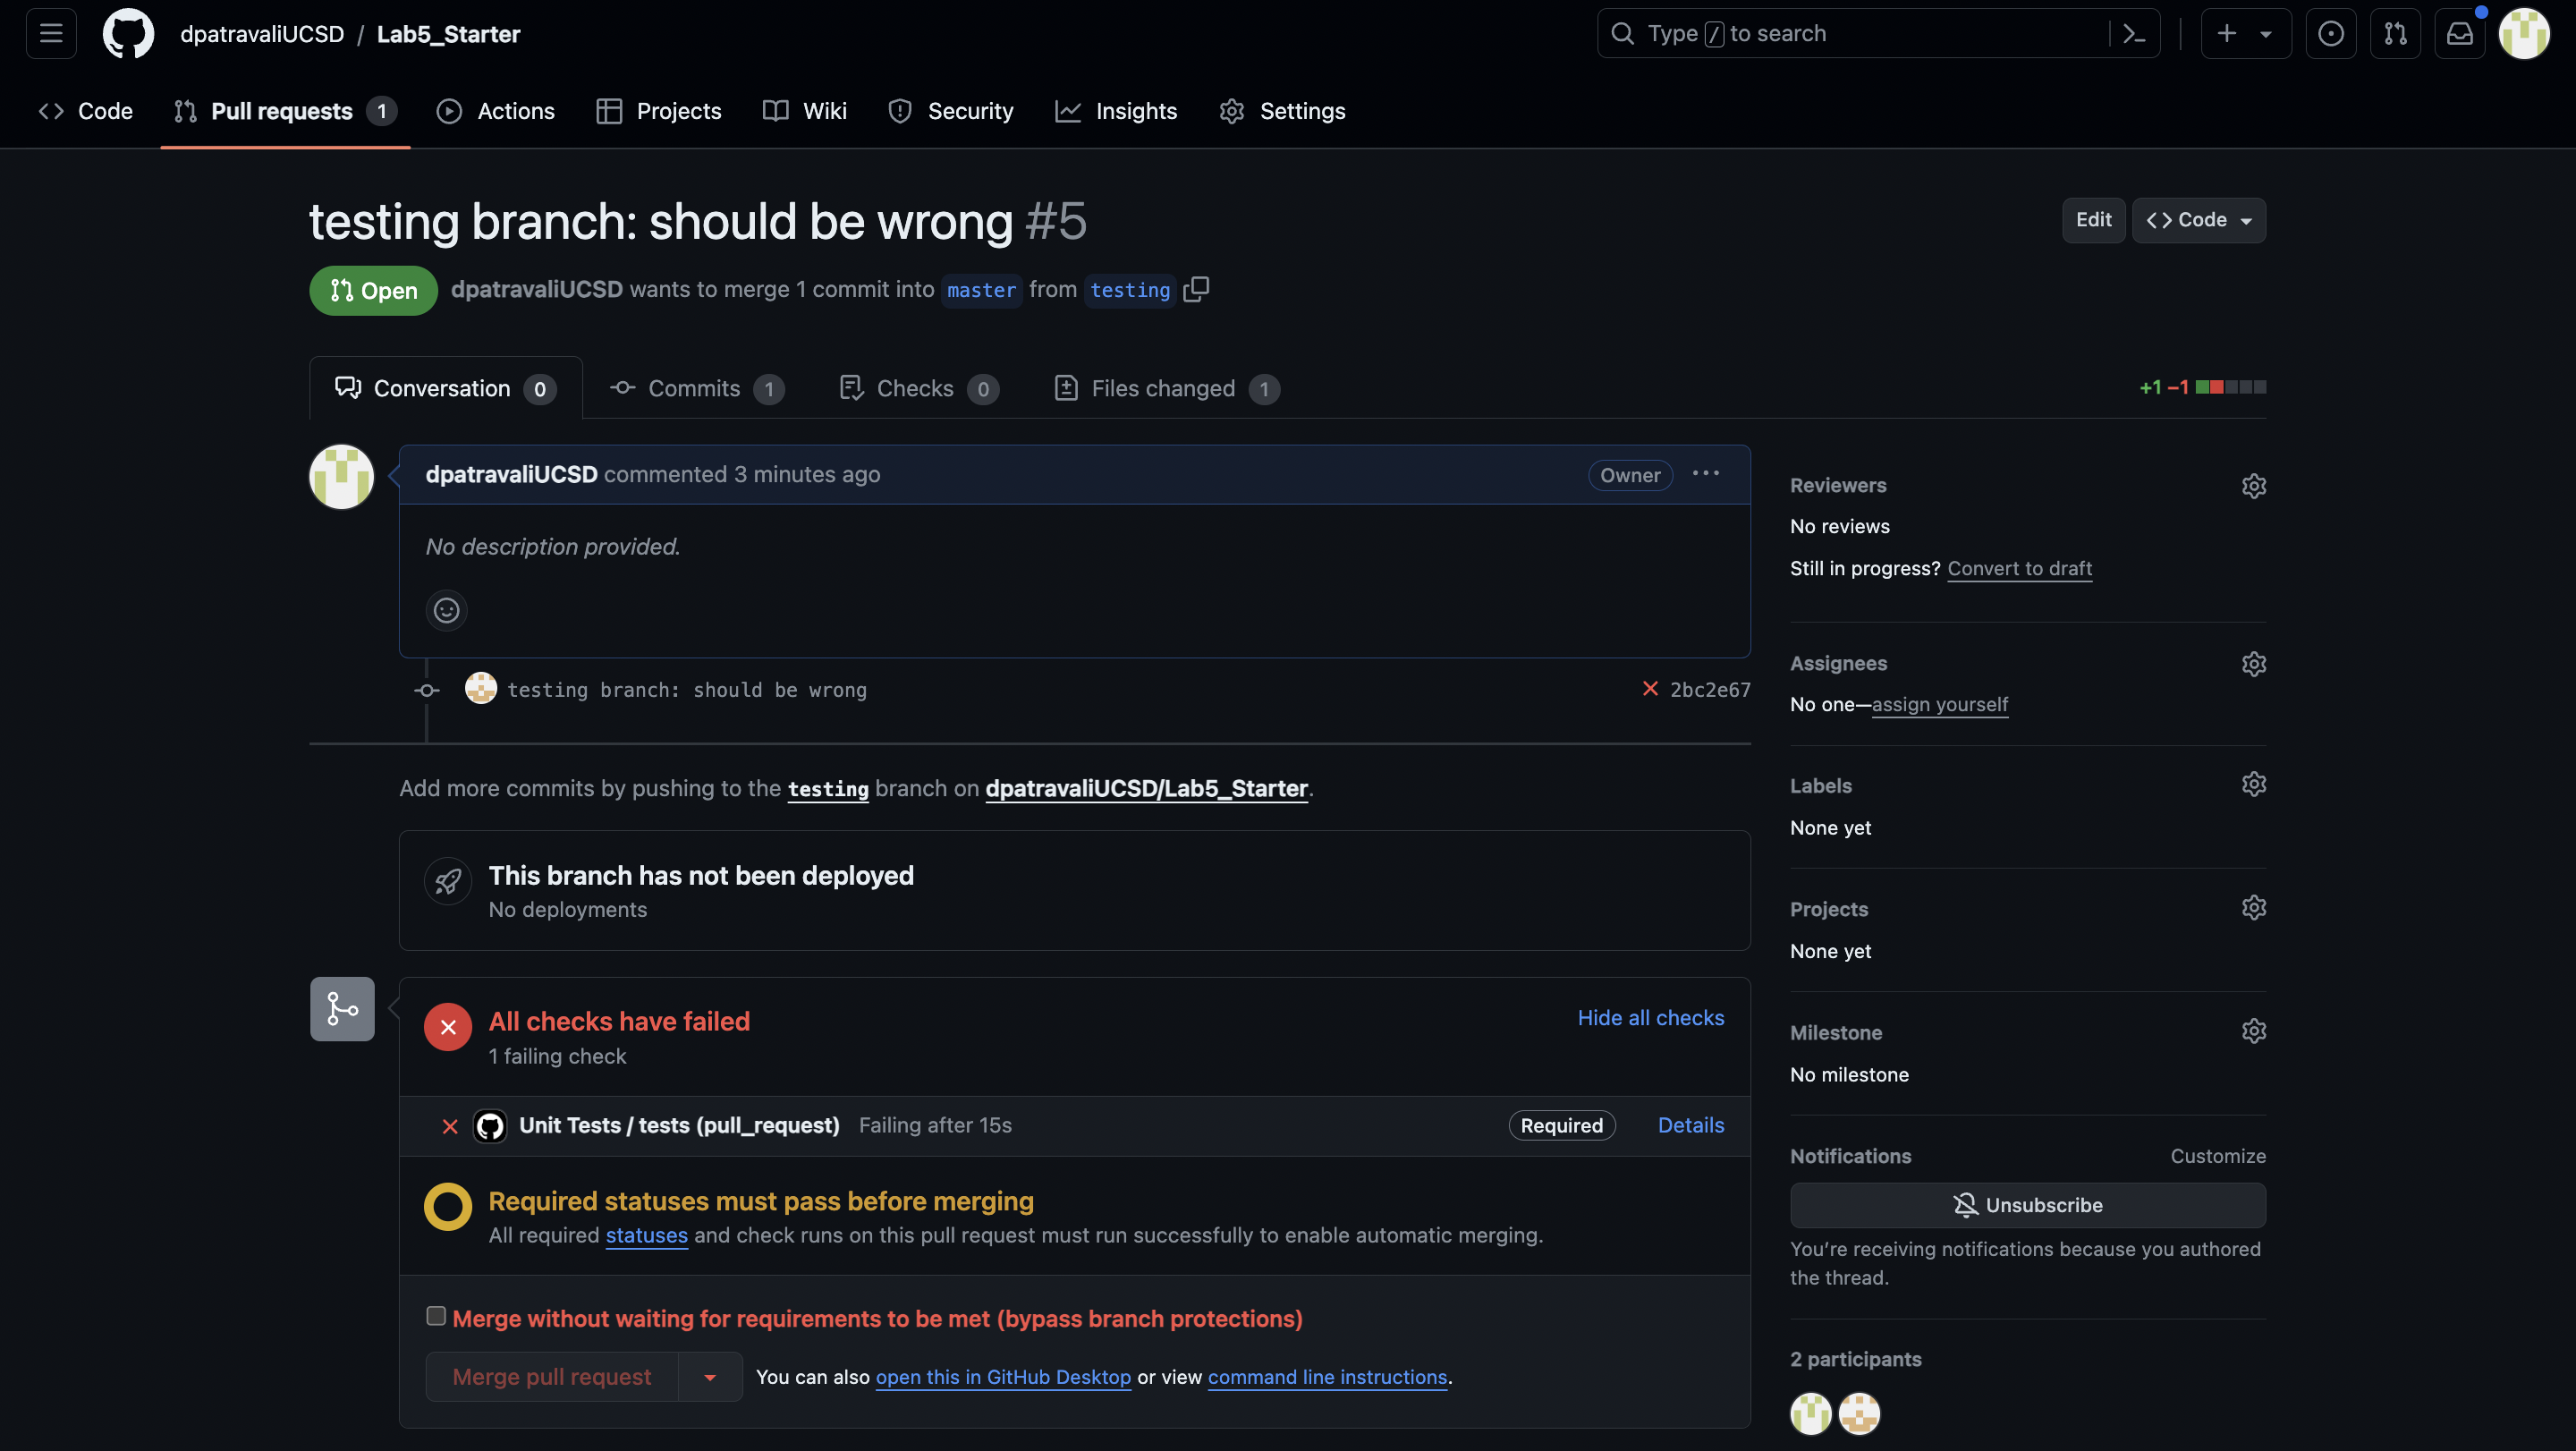 dpatravaliUCSD / Lab5_Starter
Type / to search
Code
Pull requests 1
Actions
Projects
Wiki
Security
Insights
Settings
testing branch: should be wrong #5
Edit
Code
Open
dpatravaliUCSD wants to merge 1 commit into master from testing
Conversation 0
Commits 1
Checks 0
Files changed 1
+1 −1
dpatravaliUCSD commented 3 minutes ago
Owner
No description provided.
testing branch: should be wrong
2bc2e67
Add more commits by pushing to the testing branch on dpatravaliUCSD/Lab5_Starter.
This branch has not been deployed
No deployments
All checks have failed
Hide all checks
1 failing check
Unit Tests / tests (pull_request) Failing after 15s
Required
Details
Required statuses must pass before merging
All required statuses and check runs on this pull request must run successfully to enable automatic merging.
Merge without waiting for requirements to be met (bypass branch protections)
Merge pull request
You can also open this in GitHub Desktop or view command line instructions.
Reviewers
No reviews
Still in progress? Convert to draft
Assignees
No one—assign yourself
Labels
None yet
Projects
None yet
Milestone
No milestone
Notifications
Customize
Unsubscribe
You’re receiving notifications because you authored
the thread.
2 participants